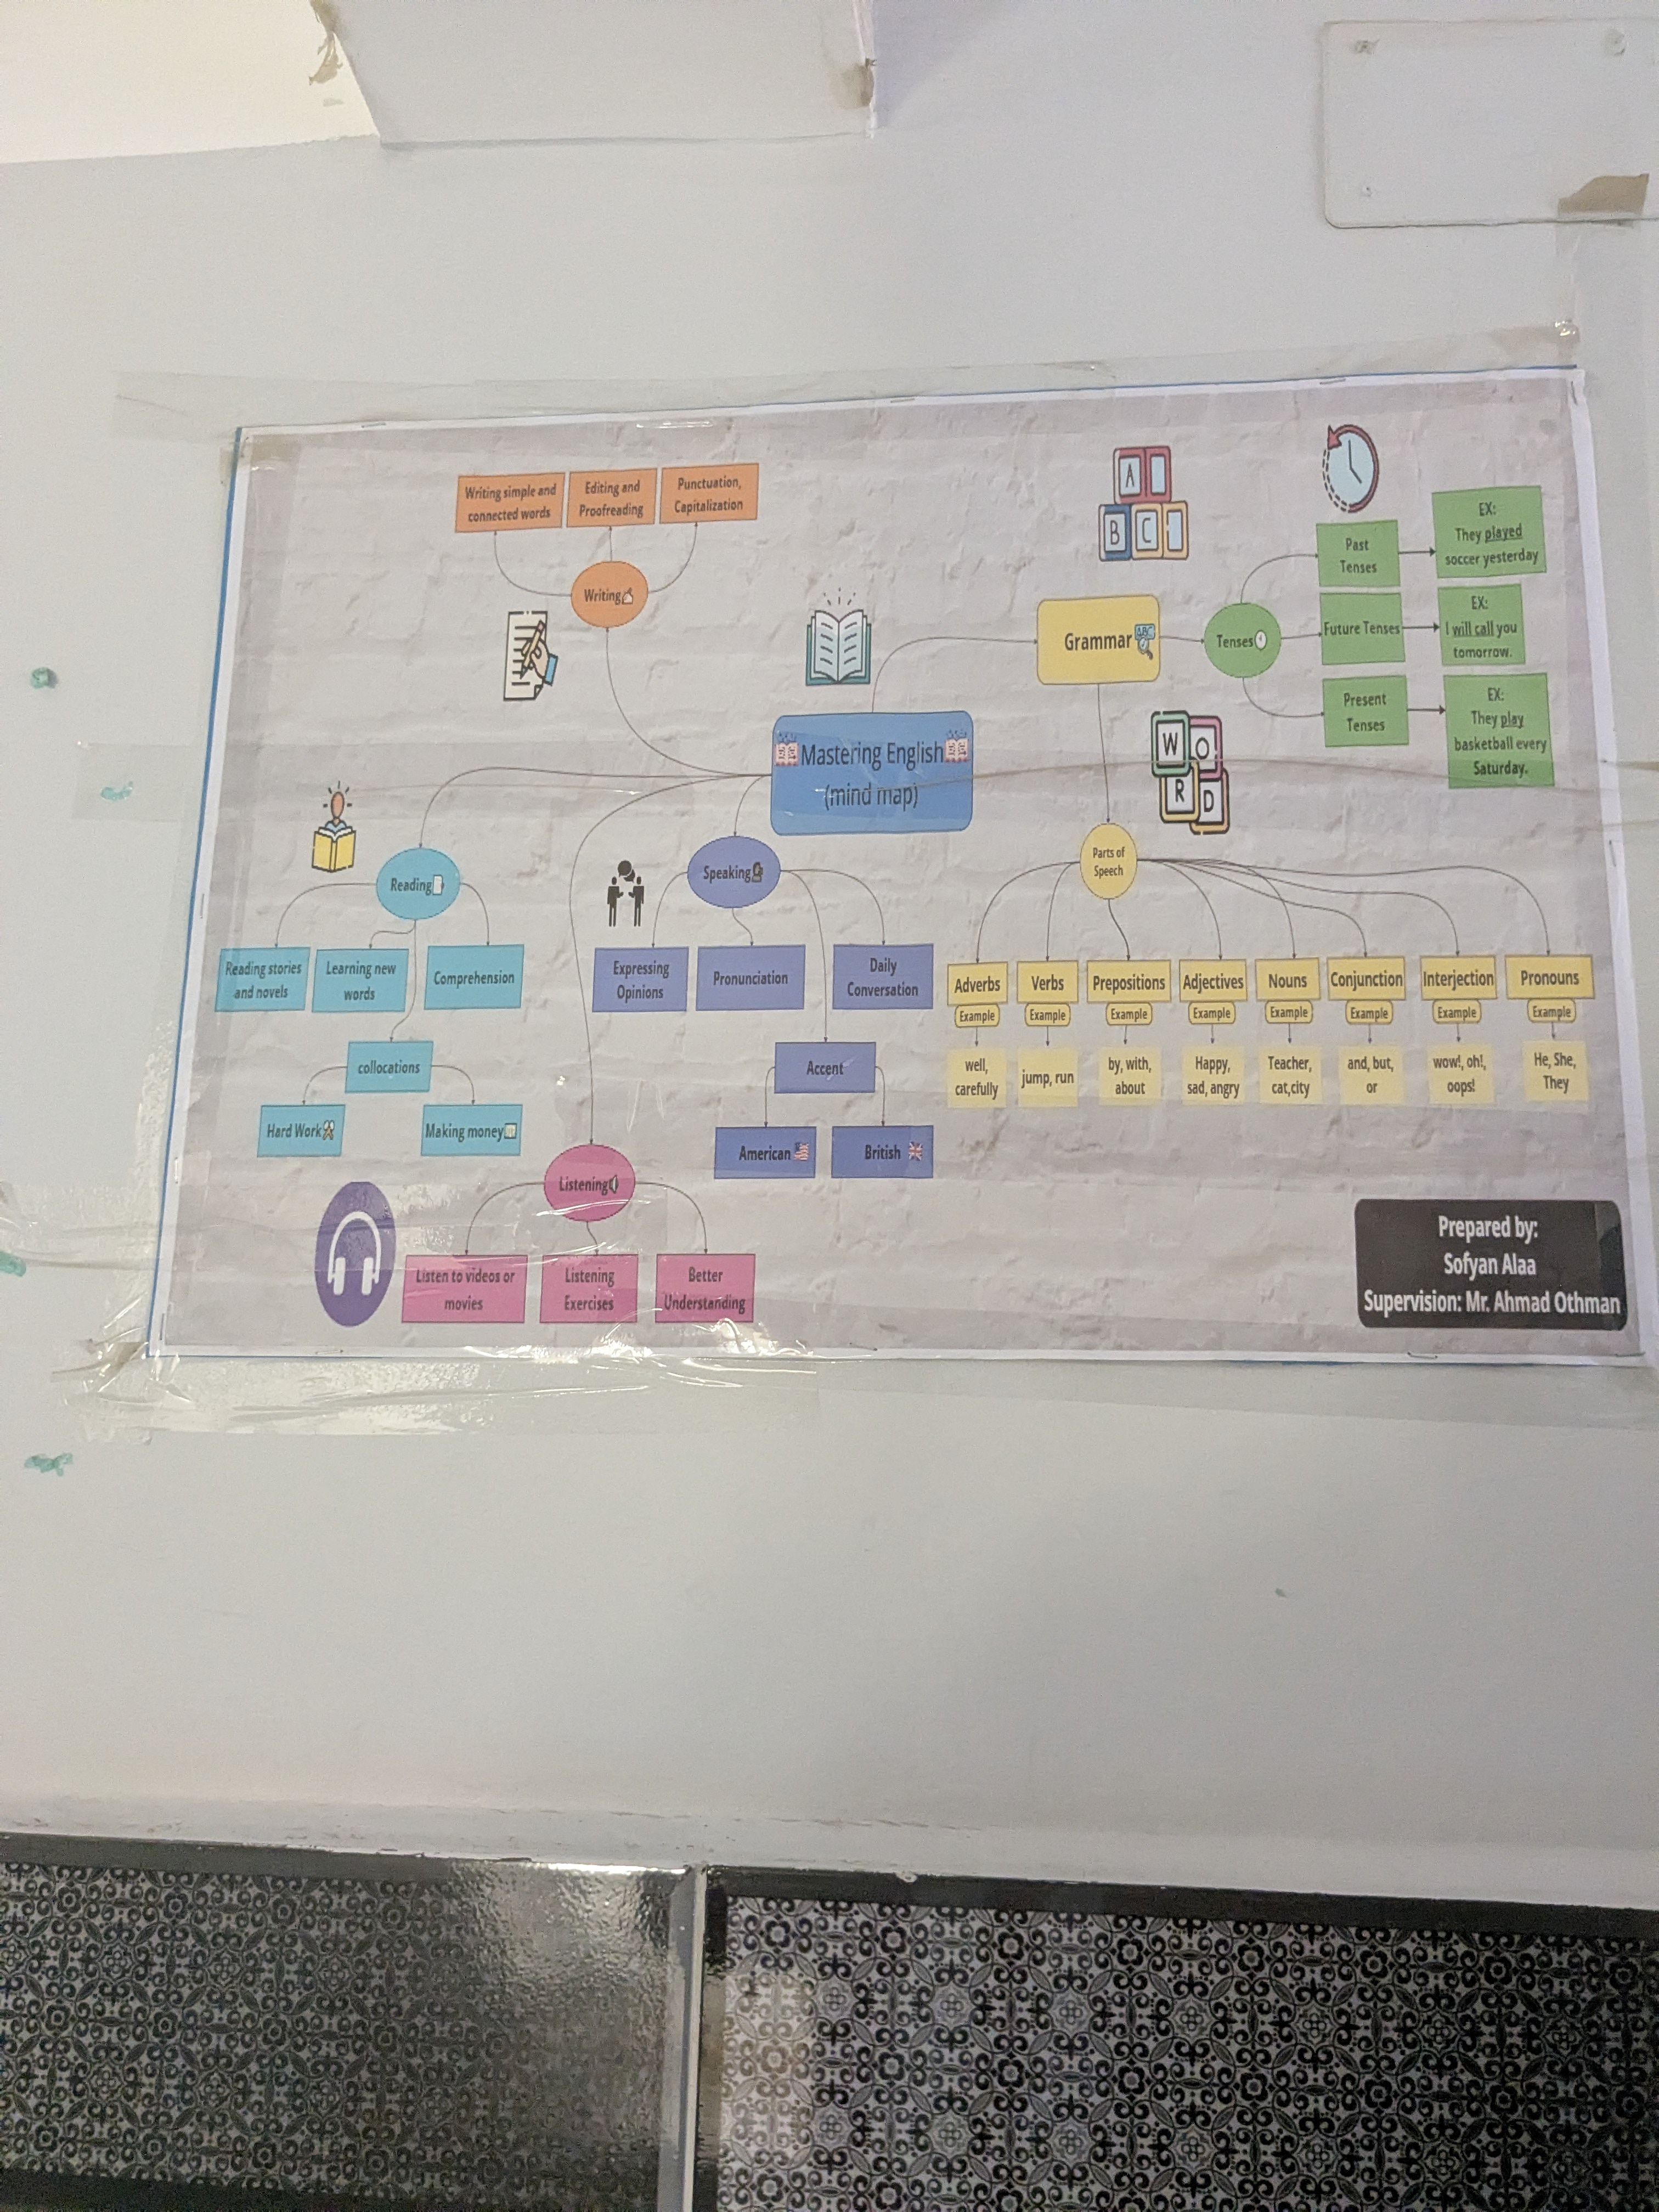 Writing simple and
connected words
Editing and
Proofreading
Punctuation,
Capitalization
Writing
A
B C
Grammar
ABC
Tenses
Past
Tenses
EX:
They played
soccer yesterday
Future Tenses
EX:
I will call you
tomorrow.
Present
Tenses
EX:
They play
basketball every
Saturday.
Mastering English
(mind map)
W O
R D
Reading
Reading stories
and novels
Learning new
words
Comprehension
collocations
Hard Work
Making money
Speaking
Expressing
Opinions
Pronunciation
Daily
Conversation
Accent
American
British
Parts of
Speech
Adverbs
Example
well,
carefully
Verbs
Example
jump, run
Prepositions
Example
by, with,
about
Adjectives
Example
Happy,
sad, angry
Nouns
Example
Teacher,
cat,city
Conjunction
Example
and, but,
or
Interjection
Example
wow!, oh!,
oops!
Pronouns
Example
He, She,
They
Listening
Listen to videos or
movies
Listening
Exercises
Better
Understanding
Prepared by:
Sofyan Alaa
Supervision: Mr. Ahmad Othman